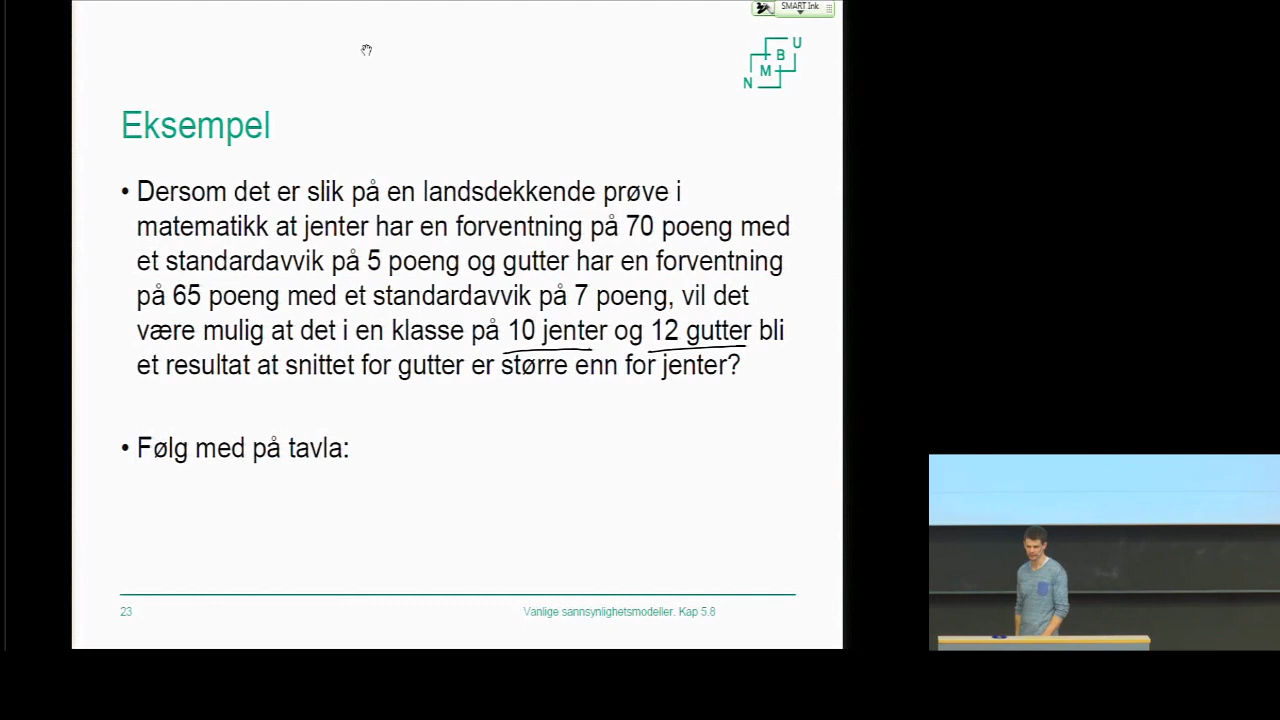 SMART Ink
U
B
M
N
Eksempel
• Dersom det er slik på en landsdekkende prøve i
matematikk at jenter har en forventning på 70 poeng med
et standardavvik på 5 poeng og gutter har en forventning
på 65 poeng med et standardavvik på 7 poeng, vil det
være mulig at det i en klasse på 10 jenter og 12 gutter bli
et resultat at snittet for gutter er større enn for jenter?
• Følg med på tavla:
23
Vanlige sannsynlighetsmodeller. Kap 5.8